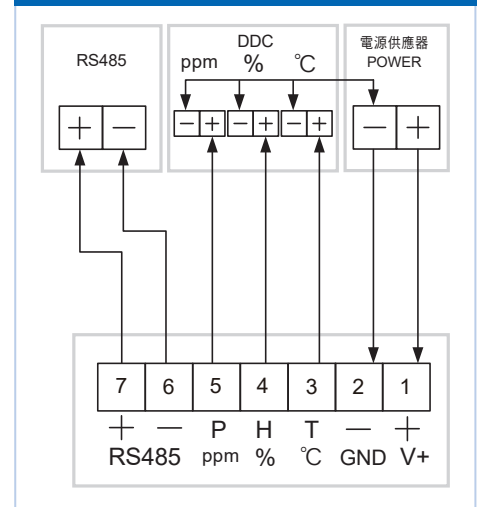 RS485
DDC
ppm % ℃
電源供應器
POWER
+ −
− + − + − +
− +
7 6 5 4 3 2 1
+ − P H T − +
RS485 ppm % ℃ GND V+